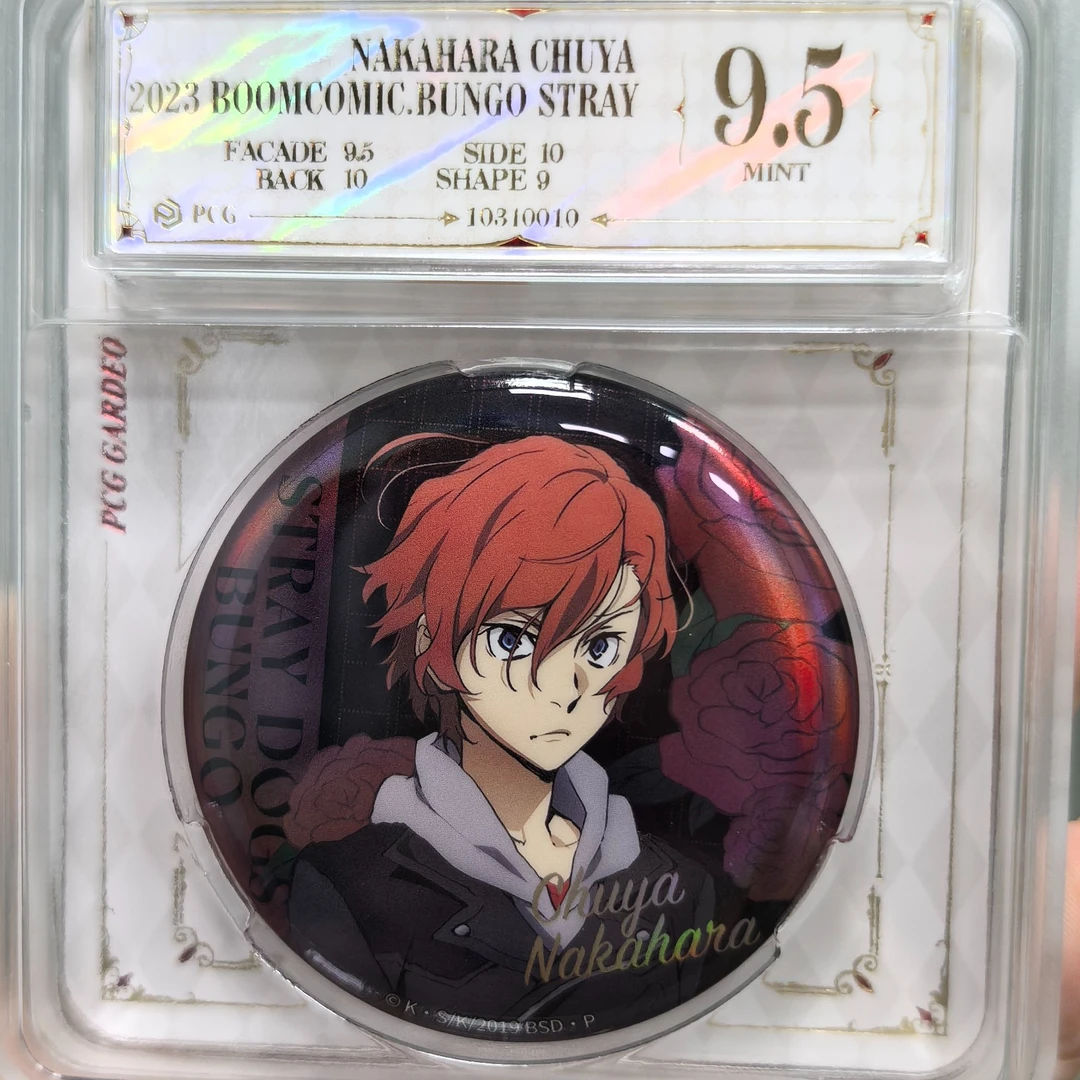 NAKAHARA CHUYA
2023 BOOMCOMIC.BUNGO STRAY
9.5
MINT
FACADE 9.5 SIDE 10
BACK 10 SHAPE 9
PCG
10310010
PCG GARDEO
STRAY DOGS
BUNGO
Chuya
Nakahara
© K・S/K/2019 BSD・P